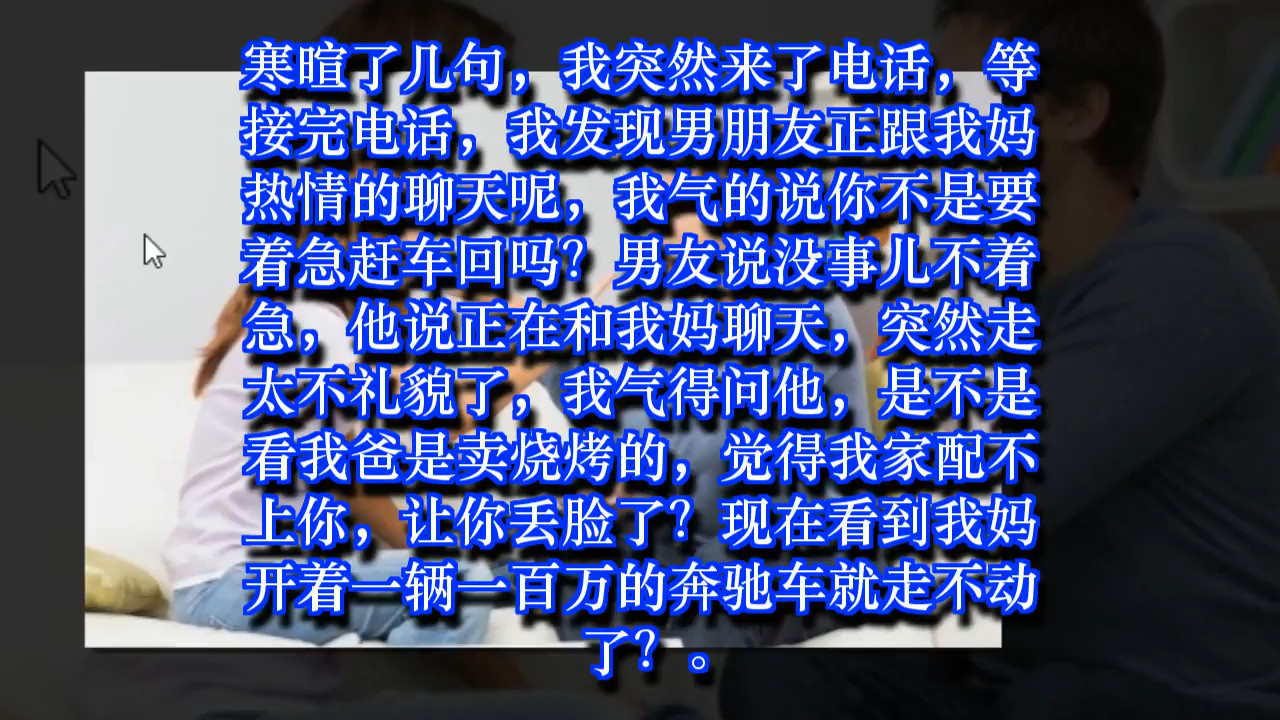 寒暄了几句，我突然来了电话，等
接完电话，我发现男朋友正跟我妈
热情的聊天呢，我气的说你不是要
着急赶车回吗？男友说没事儿不着
急，他说正在和我妈聊天，突然走
太不礼貌了，我气得问他，是不是
看我爸是卖烧烤的，觉得我家配不
上你，让你丢脸了？现在看到我妈
开着一辆一百万的奔驰车就走不动
了？。